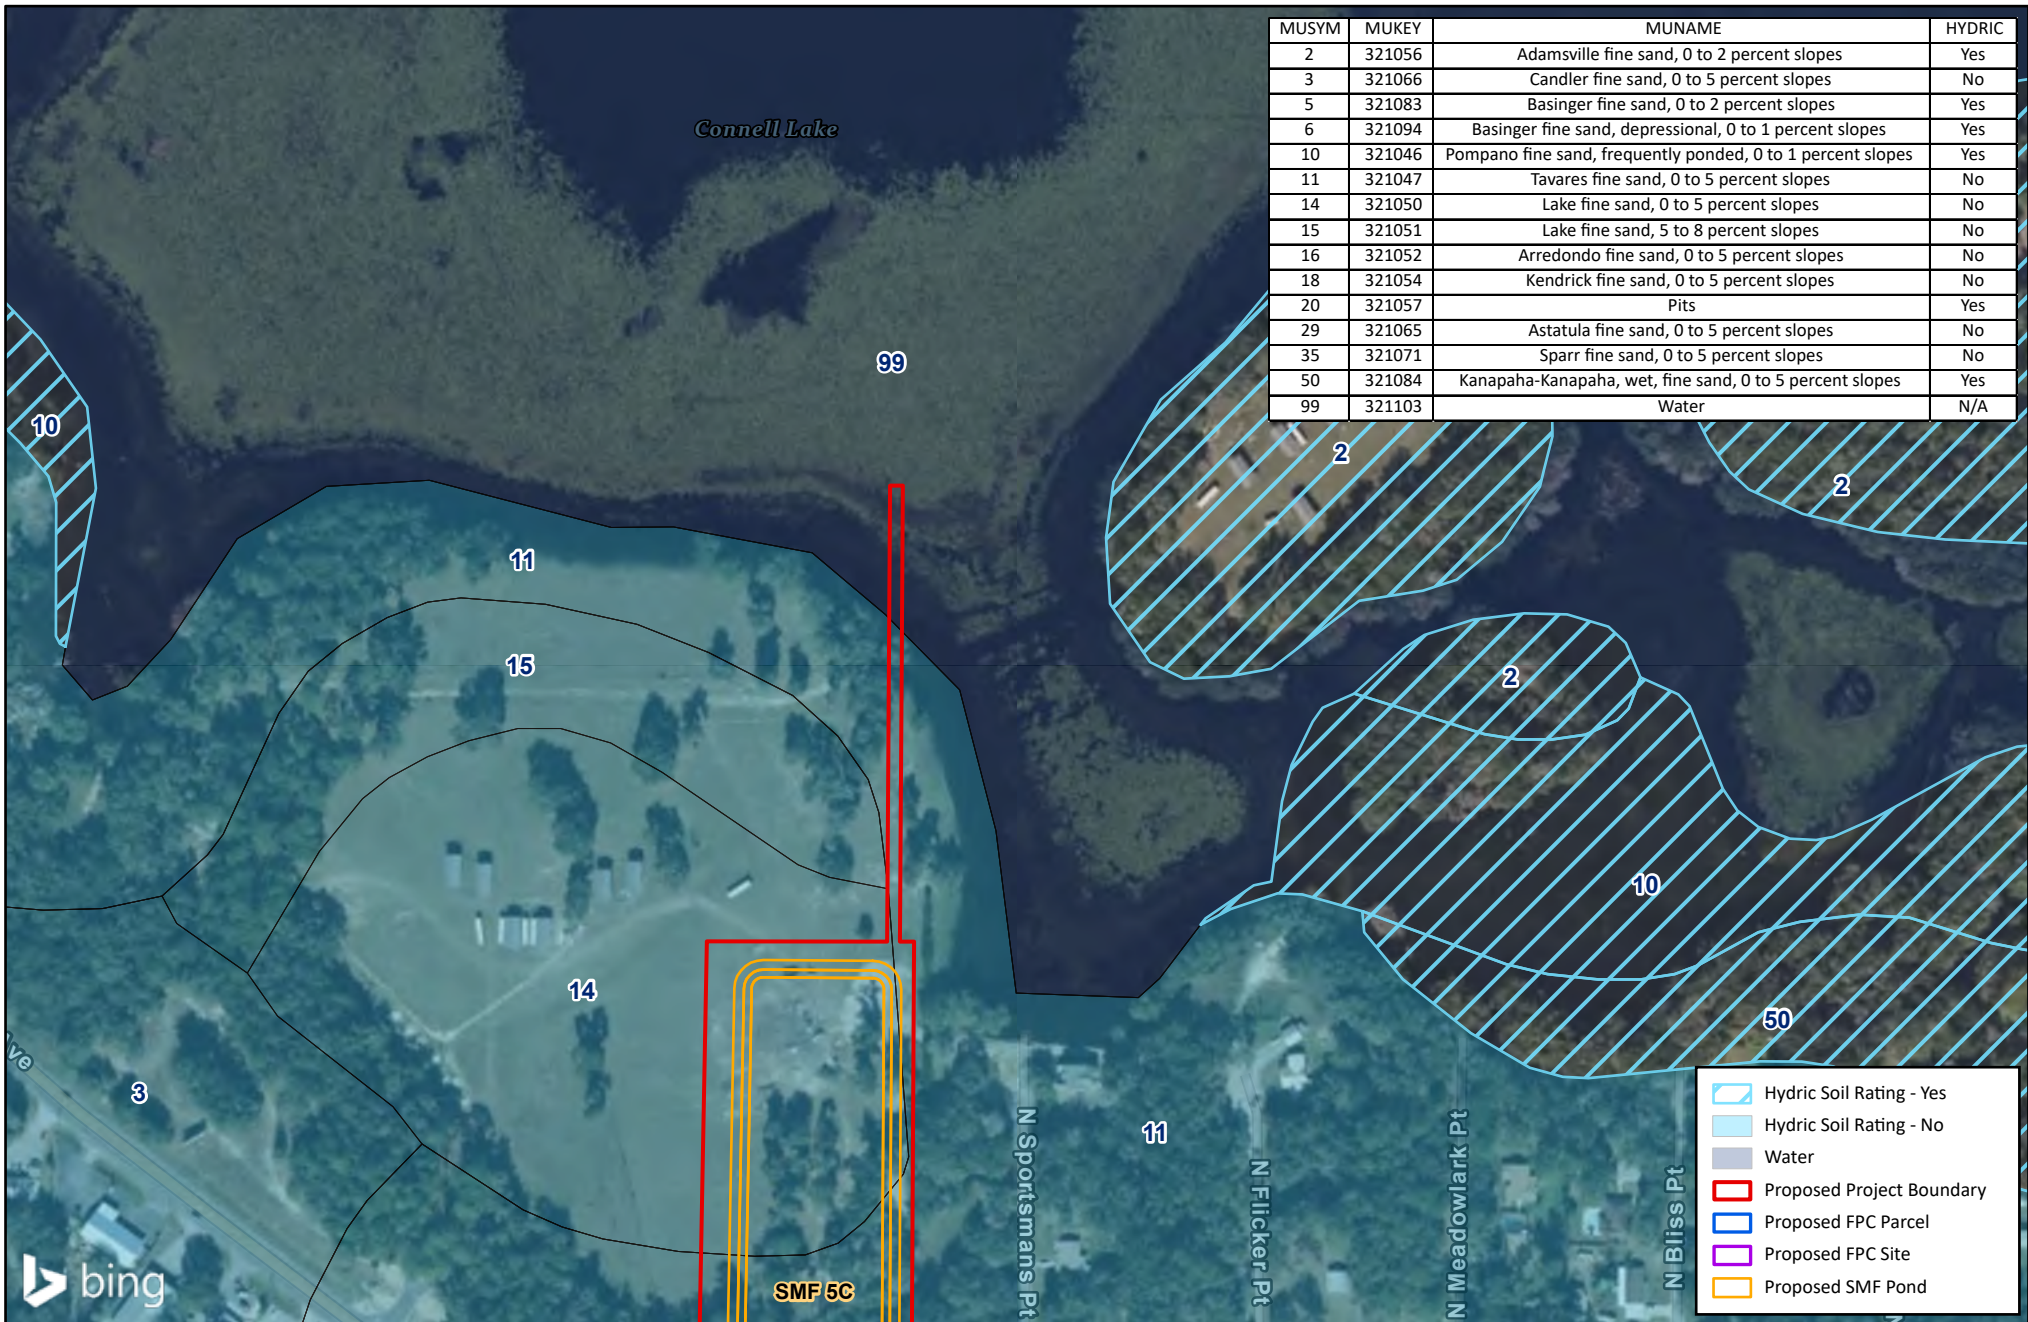 MUSYM MUKEY MUNAME HYDRIC
2 321056 Adamsville fine sand, 0 to 2 percent slopes Yes
3 321066 Candler fine sand, 0 to 5 percent slopes No
5 321083 Basinger fine sand, 0 to 2 percent slopes Yes
6 321094 Basinger fine sand, depressional, 0 to 1 percent slopes Yes
10 321046 Pompano fine sand, frequently ponded, 0 to 1 percent slopes Yes
11 321047 Tavares fine sand, 0 to 5 percent slopes No
14 321050 Lake fine sand, 0 to 5 percent slopes No
15 321051 Lake fine sand, 5 to 8 percent slopes No
16 321052 Arredondo fine sand, 0 to 5 percent slopes No
18 321054 Kendrick fine sand, 0 to 5 percent slopes No
20 321057 Pits Yes
29 321065 Astatula fine sand, 0 to 5 percent slopes No
35 321071 Sparr fine sand, 0 to 5 percent slopes No
50 321084 Kanapaha-Kanapaha, wet, fine sand, 0 to 5 percent slopes Yes
99 321103 Water N/A
Connell Lake
99
10
2
2
11
15
2
10
14
50
3
11
ve
N Sportsmans Pt
N Flicker Pt
N Meadowlark Pt
N Bliss Pt
SMF 5C
bing
Hydric Soil Rating - Yes
Hydric Soil Rating - No
Water
Proposed Project Boundary
Proposed FPC Parcel
Proposed FPC Site
Proposed SMF Pond